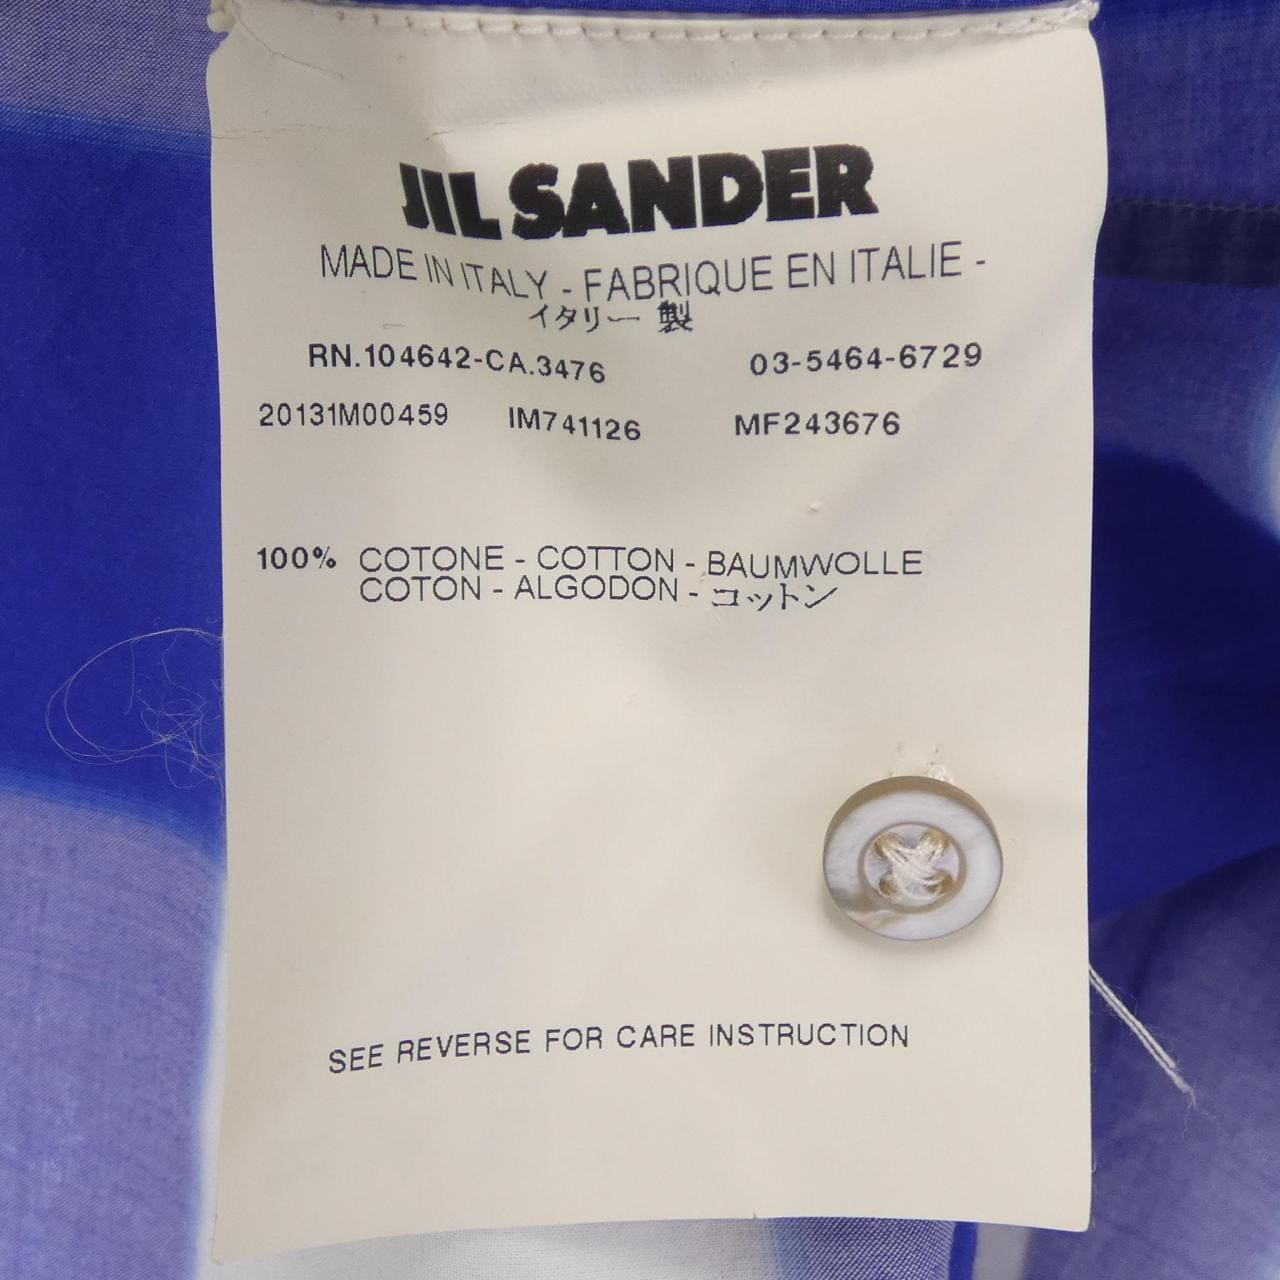 JIL SANDER
MADE IN ITALY - FABRIQUE EN ITALIE -
イタリー 製
RN.104642-CA.3476 03-5464-6729
20131M00459 IM741126 MF243676
100% COTONE - COTTON - BAUMWOLLE
COTON - ALGODON - コットン
SEE REVERSE FOR CARE INSTRUCTION